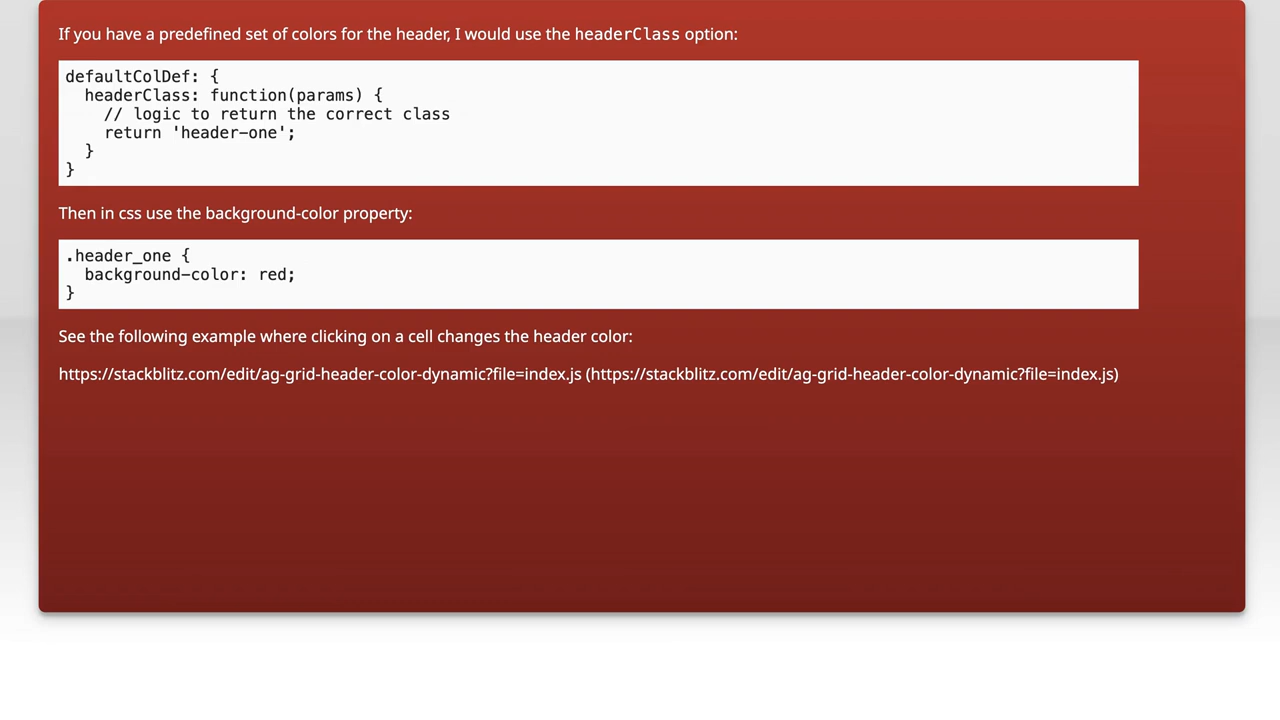 If you have a predefined set of colors for the header, I would use the headerClass option:
defaultColDef: {
  headerClass: function(params) {
    // logic to return the correct class
    return 'header-one';
  }
}
Then in css use the background-color property:
.header_one {
  background-color: red;
}
See the following example where clicking on a cell changes the header color:
https://stackblitz.com/edit/ag-grid-header-color-dynamic?file=index.js (https://stackblitz.com/edit/ag-grid-header-color-dynamic?file=index.js)